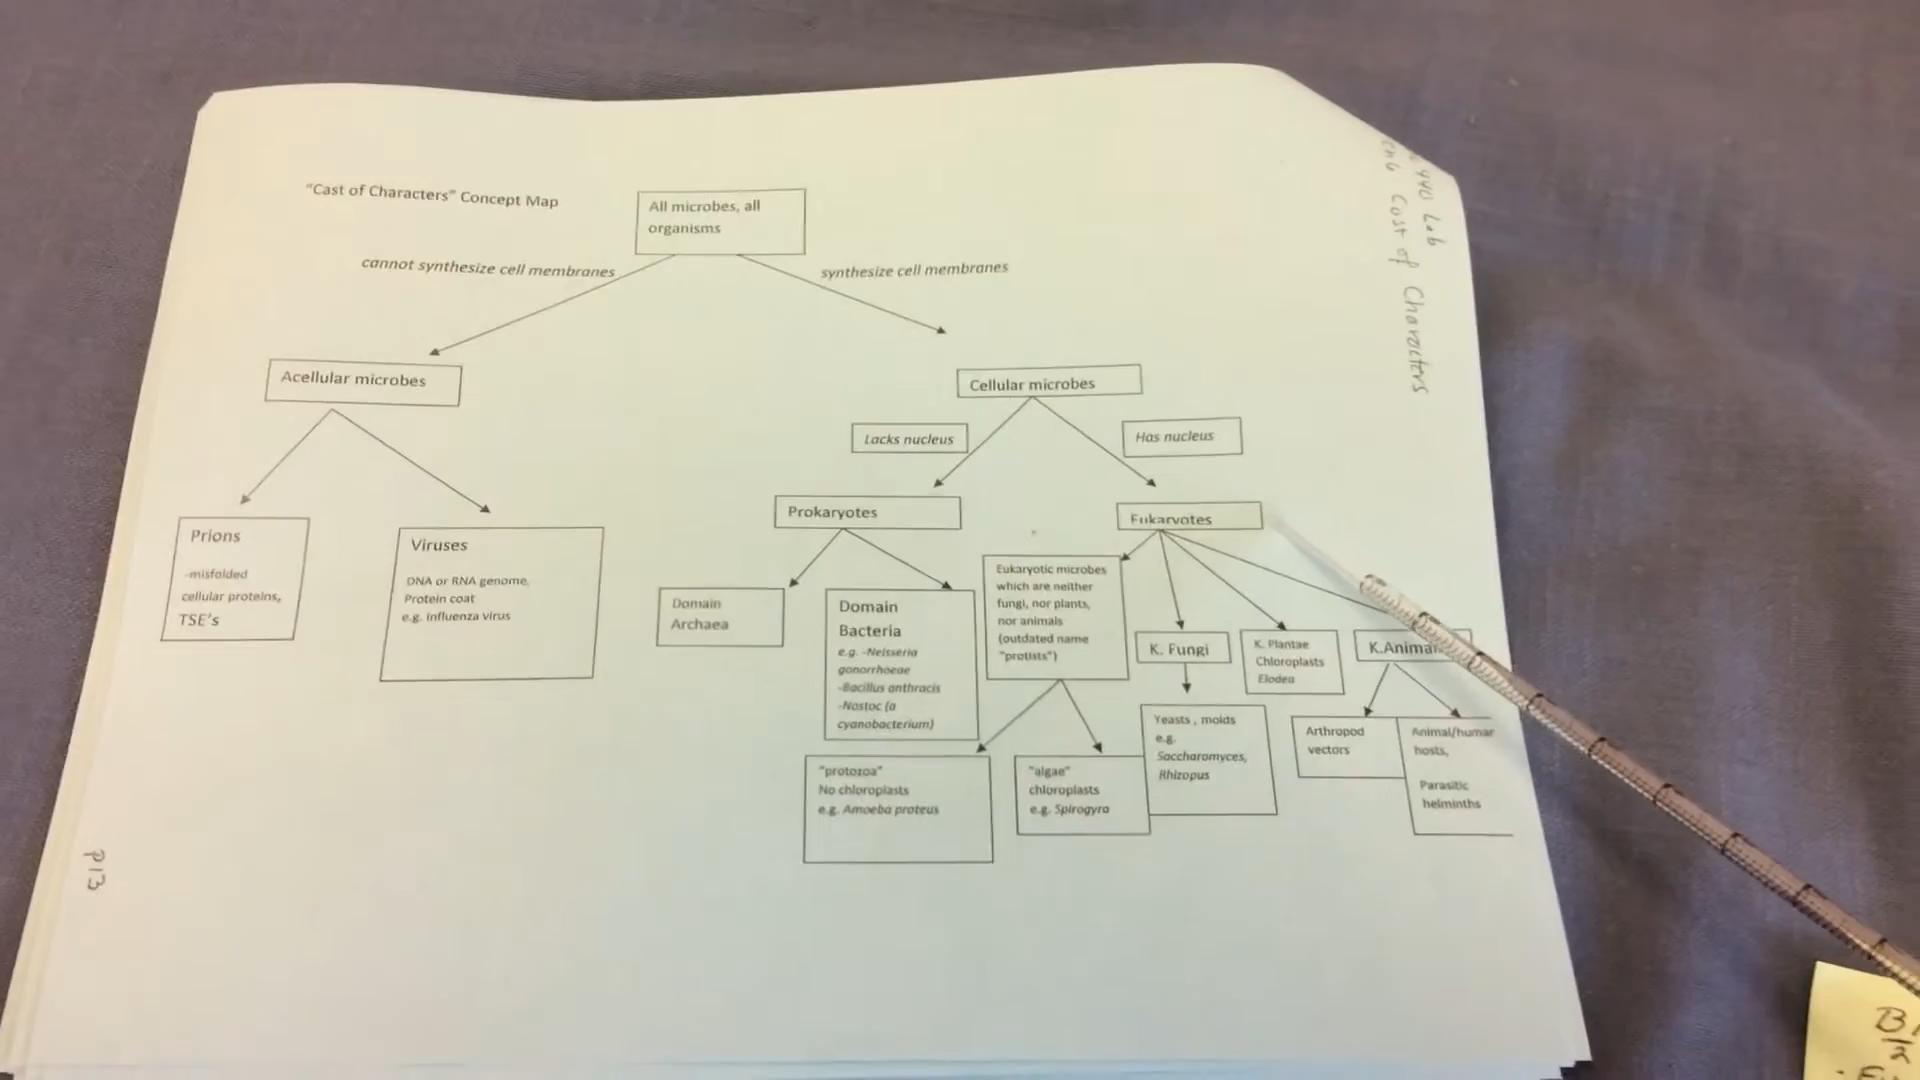 "Cast of Characters" Concept Map
All microbes, all
organisms
cannot synthesize cell membranes
synthesize cell membranes
Acellular microbes
Cellular microbes
Lacks nucleus
Has nucleus
Prions
-misfolded
cellular proteins,
TSE's
Viruses
DNA or RNA genome,
Protein coat
e.g. Influenza virus
Prokaryotes
Eukaryotes
Domain
Archaea
Domain
Bacteria
e.g. -Neisseria
gonorrhoeae
-Bacillus anthracis
-Nostoc (a
cyanobacterium)
Eukaryotic microbes
which are neither
fungi, nor plants,
nor animals
(outdated name
"protists")
K. Fungi
K. Plantae
Chloroplasts
Elodea
K.Animal
"protozoa"
No chloroplasts
e.g. Amoeba proteus
"algae"
chloroplasts
e.g. Spirogyra
Yeasts , molds
e.g.
Saccharomyces,
Rhizopus
Arthropod
vectors
Animal/human
hosts,
Parasitic
helminths
440 Lab
Cast of Characters
P13